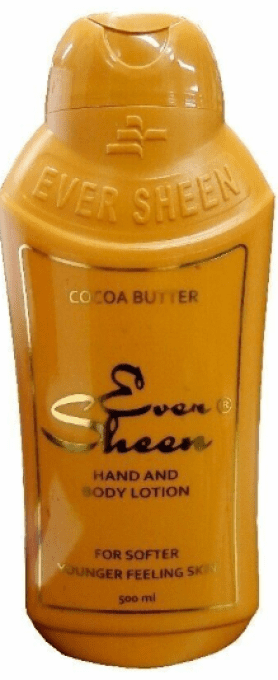 EVER SHEEN
COCOA BUTTER
Ever ®
Sheen
HAND AND
BODY LOTION
FOR SOFTER
YOUNGER FEELING SKIN
500 ml